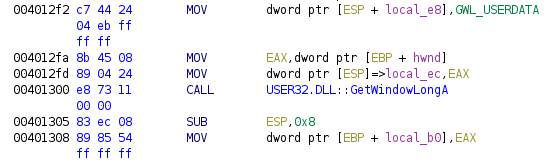 004012f2 c7 44 24 MOV dword ptr [ESP + local_e8],GWL_USERDATA
04 eb ff
ff ff
004012fa 8b 45 08 MOV EAX,dword ptr [EBP + hwnd]
004012fd 89 04 24 MOV dword ptr [ESP]=>local_ec,EAX
00401300 e8 73 11 CALL USER32.DLL::GetWindowLongA
00 00
00401305 83 ec 08 SUB ESP,0x8
00401308 89 85 54 MOV dword ptr [EBP + local_b0],EAX
ff ff ff